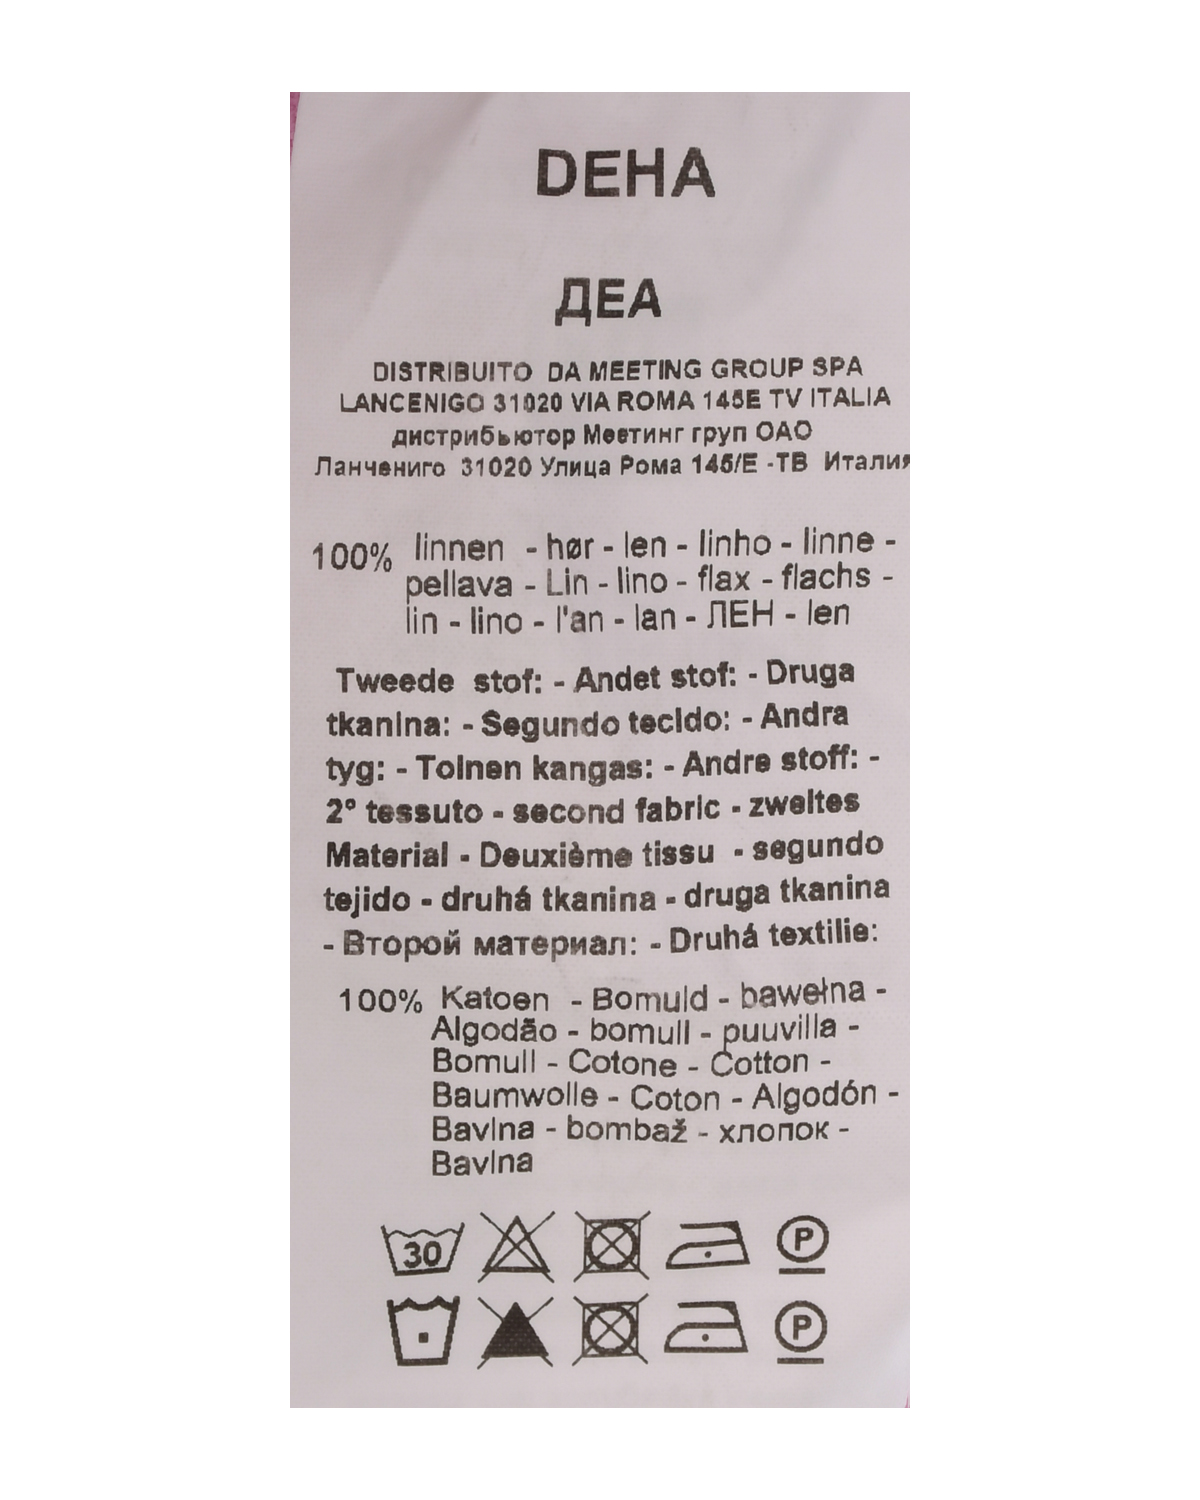 DEHA
ДЕА
DISTRIBUITO DA MEETING GROUP SPA
LANCENIGO 31020 VIA ROMA 145E TV ITALIA
дистрибьютор Меетинг груп ОАО
Ланчениго 31020 Улица Рома 145/E -ТВ Италия
100% linnen - hør - len - linho - linne -
pellava - Lin - lino - flax - flachs -
lin - lino - l'an - lan - ЛЕН - len
Tweede stof: - Andet stof: - Druga
tkanina: - Segundo tecido: - Andra
tyg: - Toinen kangas: - Andre stoff: -
2° tessuto - second fabric - zweites
Material - Deuxième tissu - segundo
tejido - druhá tkanina - druga tkanina
- Второй материал: - Druhá textilie:
100% Katoen - Bomuld - bawełna -
Algodão - bomull - puuvilla -
Bomull - Cotone - Cotton -
Baumwolle - Coton - Algodón -
Bavlna - bombaž - хлопок -
Bavlna
30 P
P